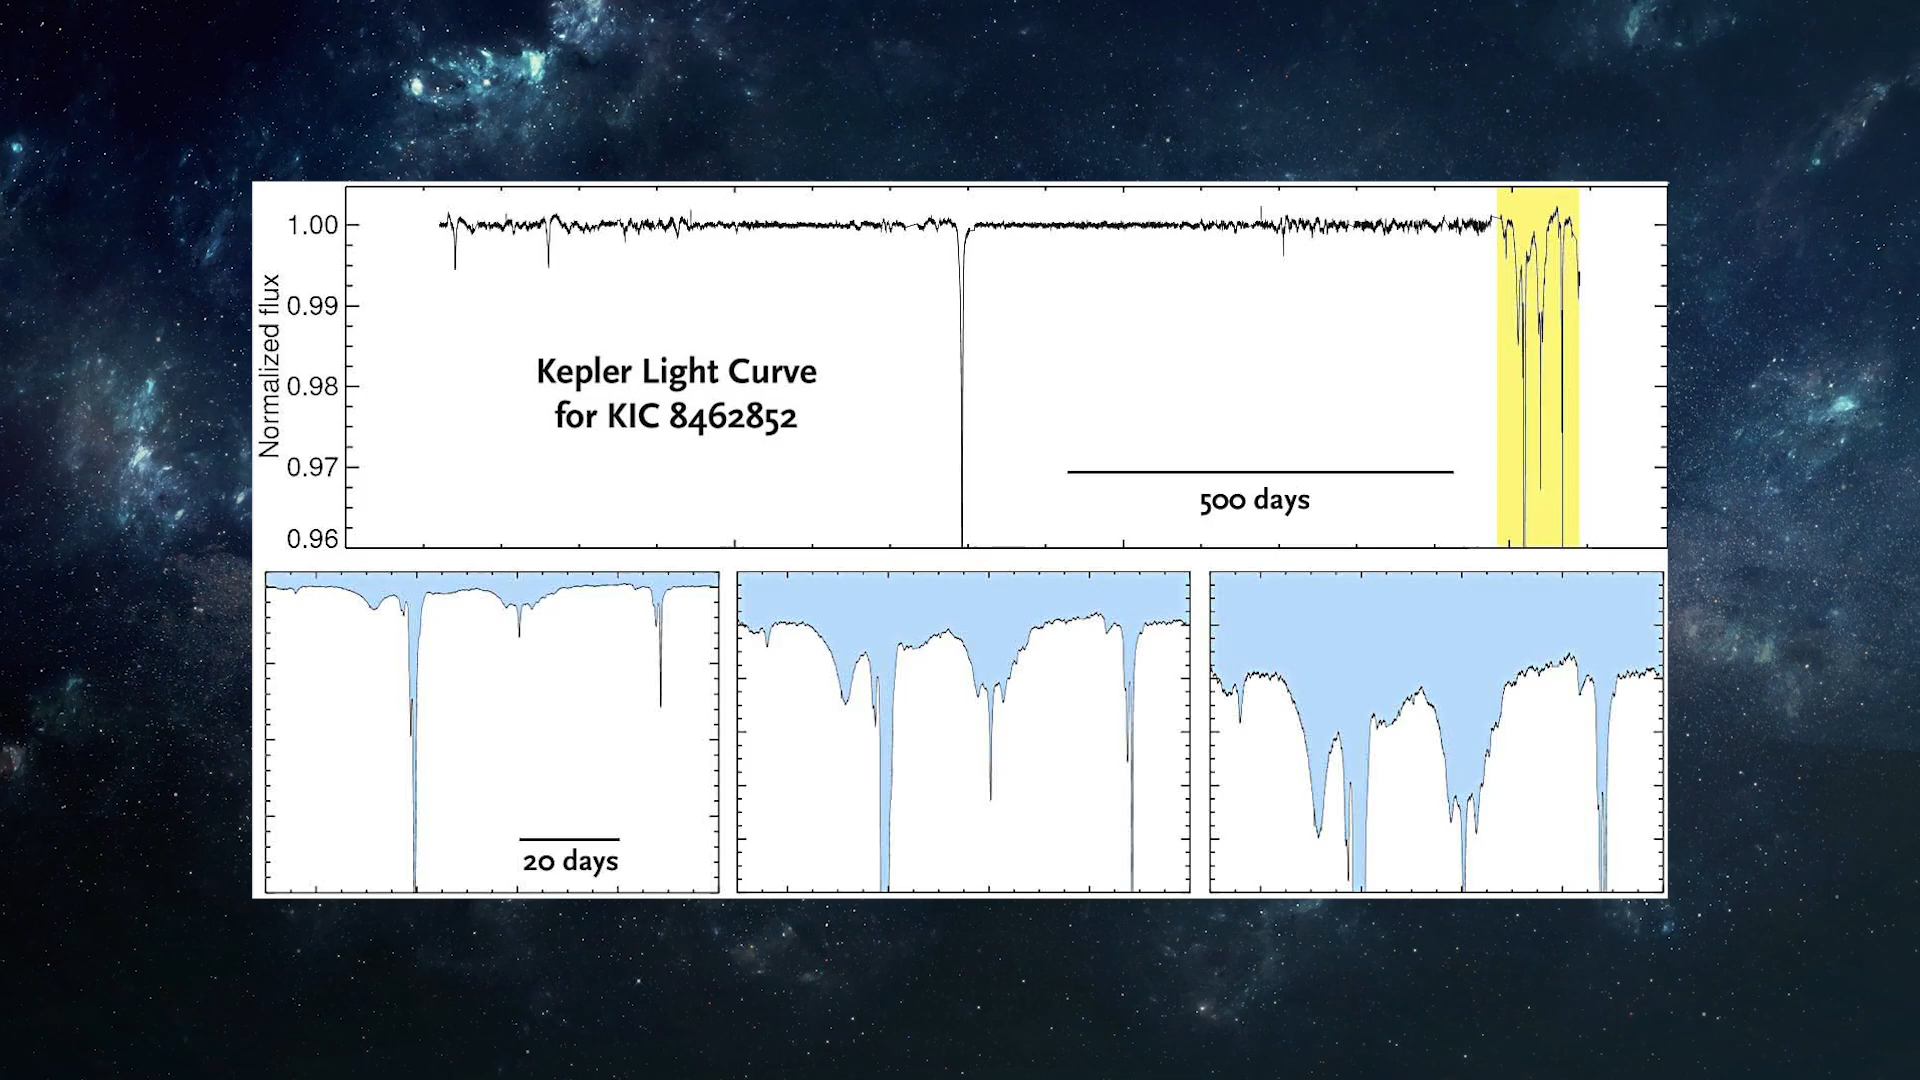 1.00
0.99
0.98
0.97
0.96
Normalized flux
Kepler Light Curve
for KIC 8462852
500 days
20 days